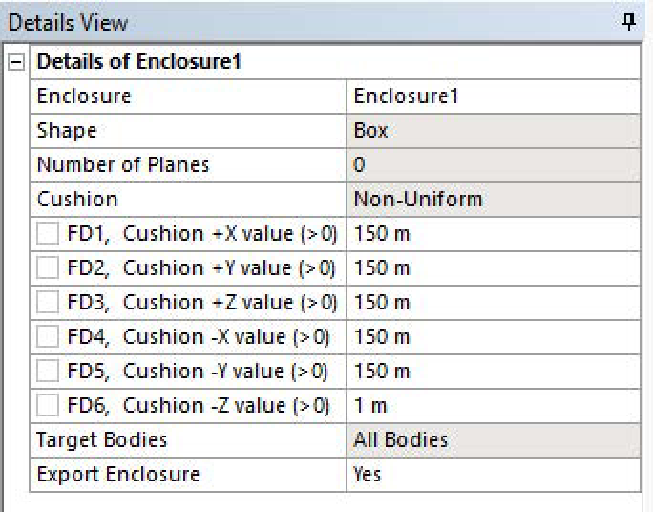 Details View
Details of Enclosure1
Enclosure Enclosure1
Shape Box
Number of Planes 0
Cushion Non-Uniform
FD1, Cushion +X value (>0) 150 m
FD2, Cushion +Y value (>0) 150 m
FD3, Cushion +Z value (>0) 150 m
FD4, Cushion -X value (>0) 150 m
FD5, Cushion -Y value (>0) 150 m
FD6, Cushion -Z value (>0) 1 m
Target Bodies All Bodies
Export Enclosure Yes